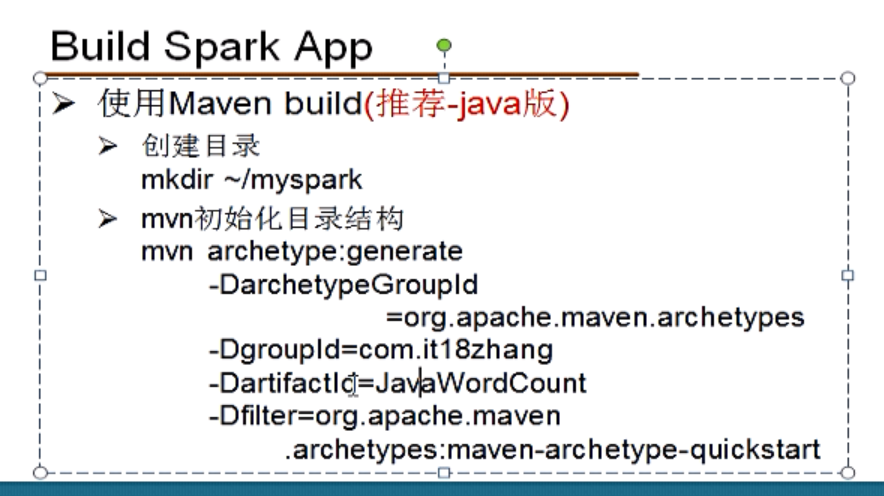 Build Spark App
使用Maven build(推荐-java版)
创建目录
mkdir ~/myspark
mvn初始化目录结构
mvn archetype:generate
-DarchetypeGroupId
=org.apache.maven.archetypes
-DgroupId=com.it18zhang
-DartifactId=JavaWordCount
-Dfilter=org.apache.maven
.archetypes:maven-archetype-quickstart